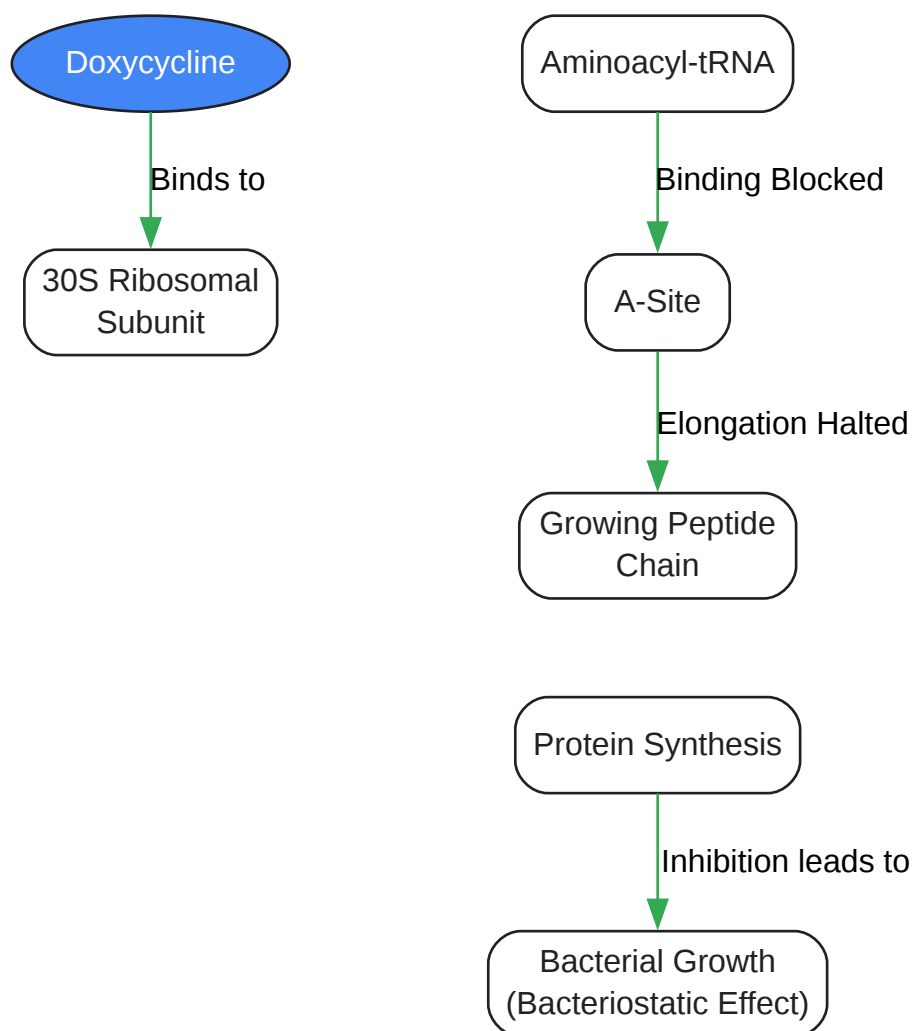 Doxycycline
Aminoacyl-tRNA
Binds to
Binding Blocked
30S Ribosomal
Subunit
A-Site
Elongation Halted
Growing Peptide
Chain
Protein Synthesis
Inhibition leads to
Bacterial Growth
(Bacteriostatic Effect)